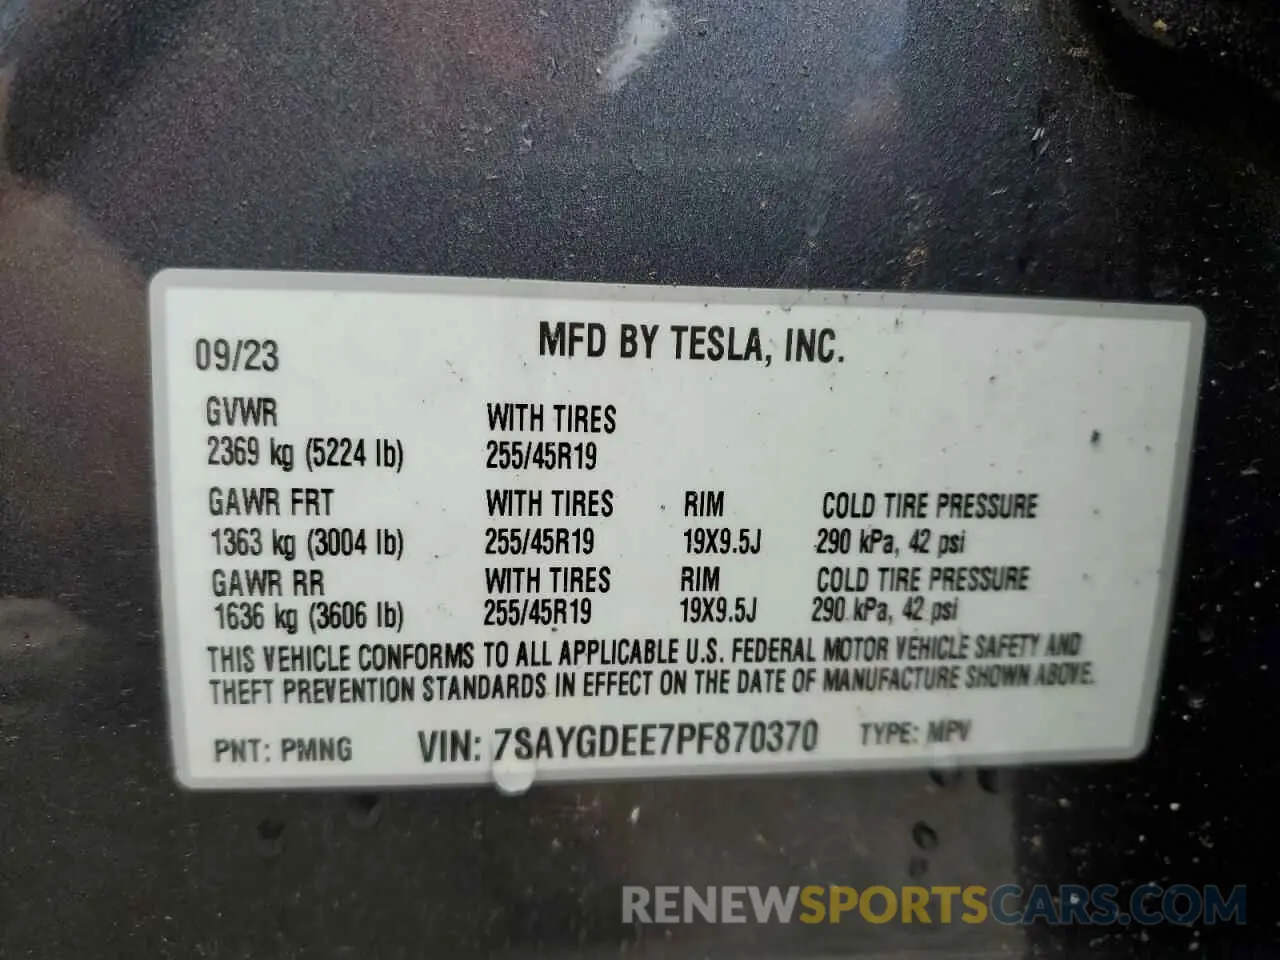 09/23 MFD BY TESLA, INC.
GVWR WITH TIRES
2369 kg (5224 lb) 255/45R19
GAWR FRT WITH TIRES RIM COLD TIRE PRESSURE
1363 kg (3004 lb) 255/45R19 19X9.5J 290 kPa, 42 psi
GAWR RR WITH TIRES RIM COLD TIRE PRESSURE
1636 kg (3606 lb) 255/45R19 19X9.5J 290 kPa, 42 psi
THIS VEHICLE CONFORMS TO ALL APPLICABLE U.S. FEDERAL MOTOR VEHICLE SAFETY AND
THEFT PREVENTION STANDARDS IN EFFECT ON THE DATE OF MANUFACTURE SHOWN ABOVE.
PNT: PMNG VIN: 7SAYGDEE7PF870370 TYPE: MPV
RENEWSPORTSCARS.COM